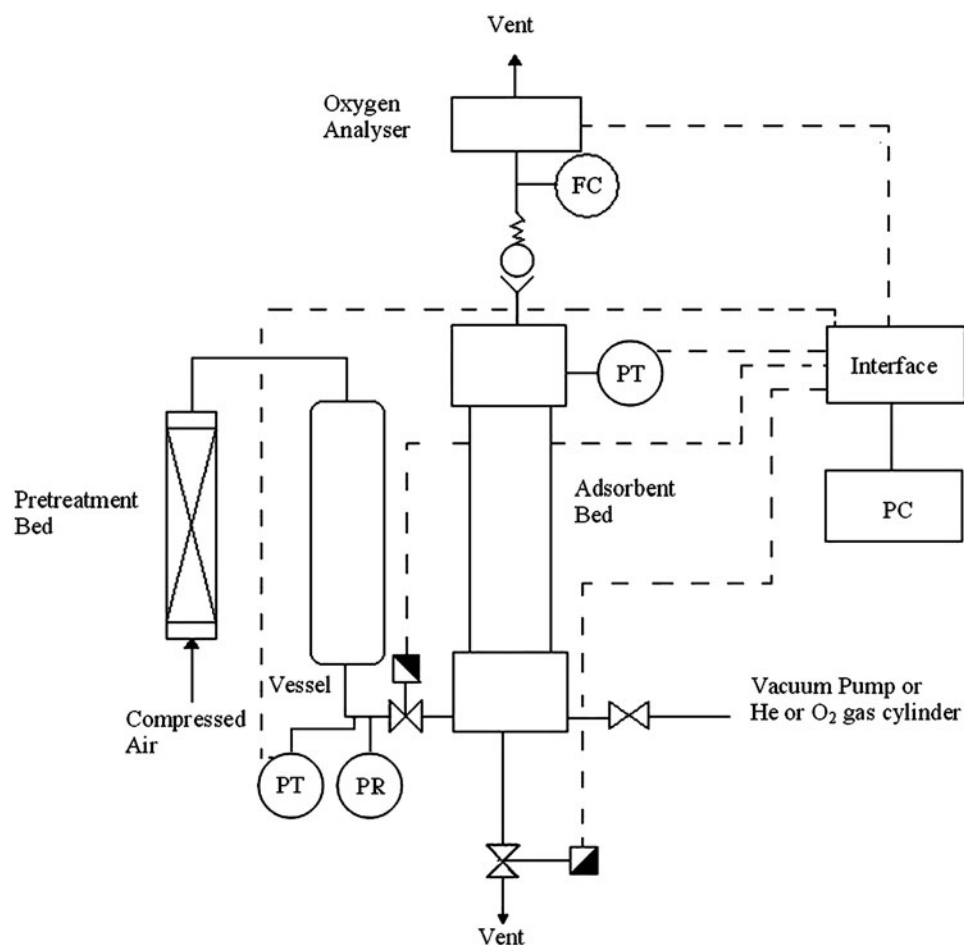 Vent
Oxygen
Analyser
FC
PT
Interface
Pretreatment
Bed
Adsorbent
Bed
PC
Vessel
Compressed
Air
Vacuum Pump or
He or O₂ gas cylinder
PT
PR
Vent